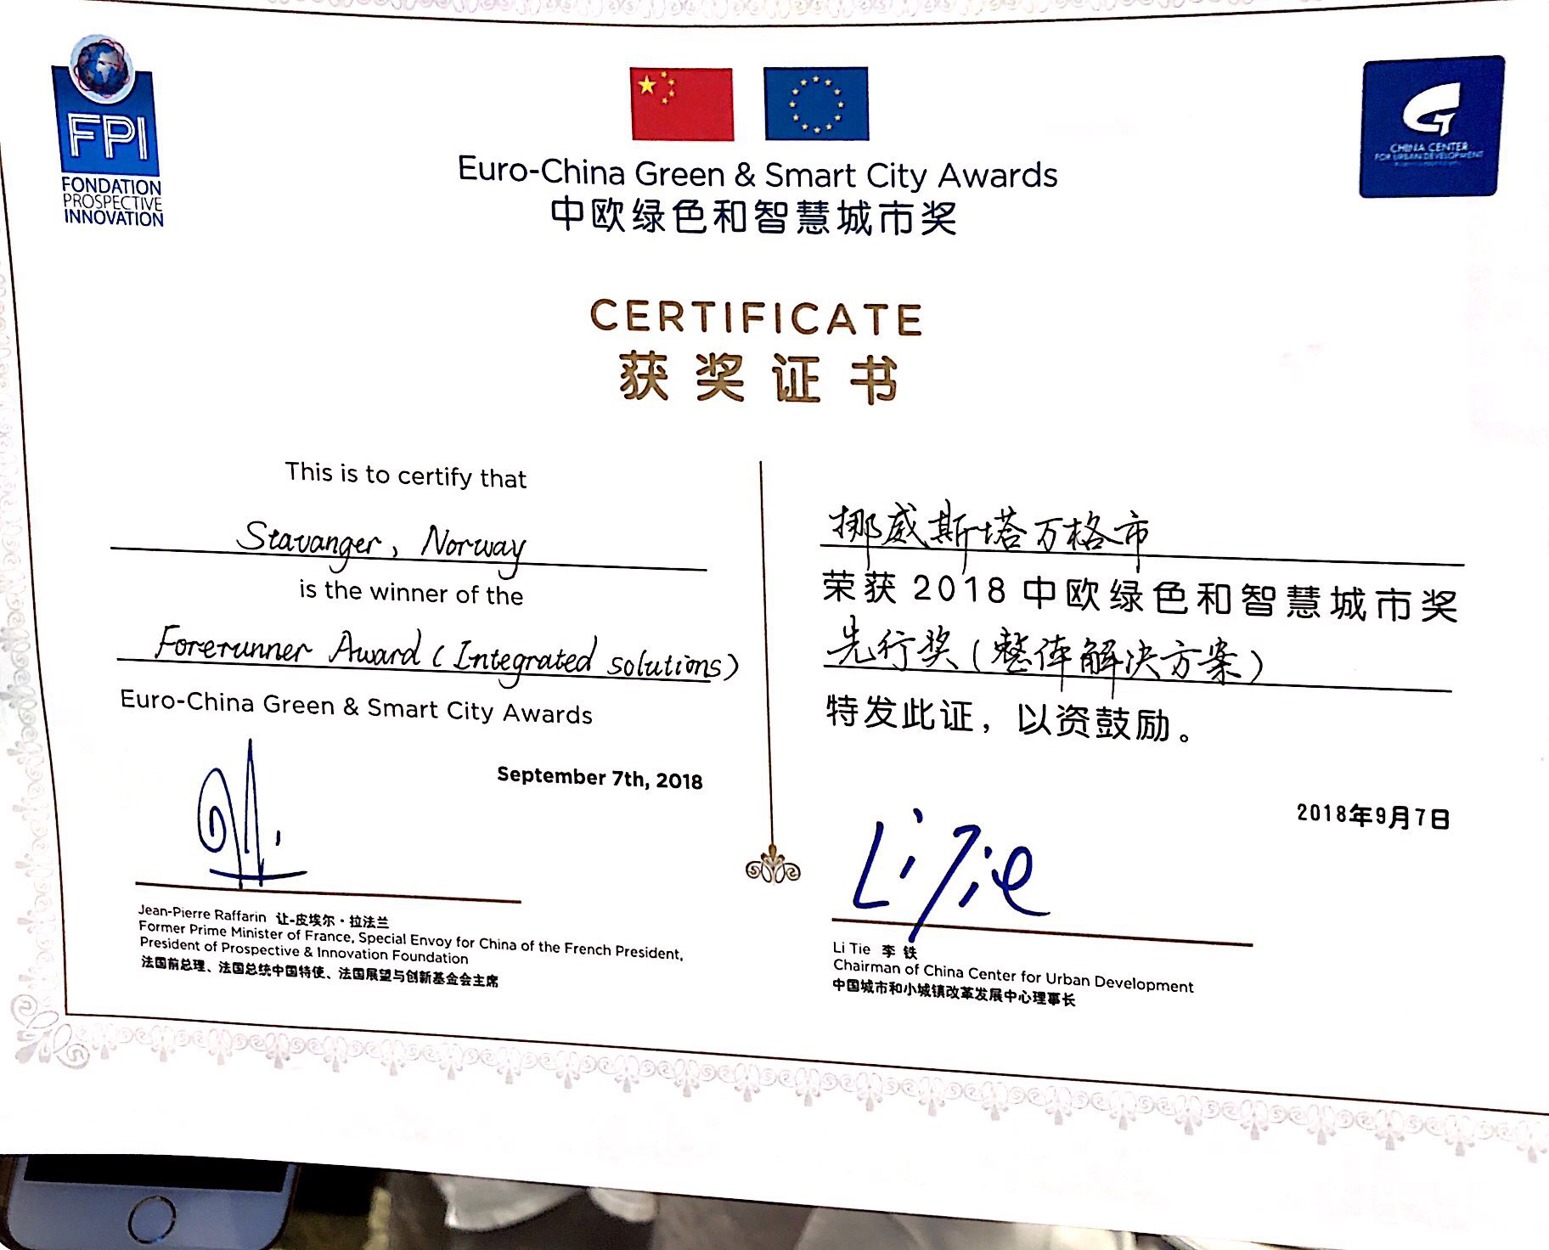 FPI
FONDATION
PROSPECTIVE
INNOVATION
CHINA CENTER
FOR URBAN DEVELOPMENT
Euro-China Green & Smart City Awards
中欧绿色和智慧城市奖
CERTIFICATE
获奖证书
This is to certify that
Stavanger, Norway
is the winner of the
Forerunner Award (Integrated solutions)
Euro-China Green & Smart City Awards
September 7th, 2018
Jean-Pierre Raffarin 让-皮埃尔·拉法兰
Former Prime Minister of France, Special Envoy for China of the French President,
President of Prospective & Innovation Foundation
法国前总理、法国总统中国特使、法国展望与创新基金会主席
挪威斯塔万格市
荣获 2018 中欧绿色和智慧城市奖
先行奖(整体解决方案)
特发此证，以资鼓励。
2018年9月7日
Li Tie
Li Tie 李 铁
Chairman of China Center for Urban Development
中国城市和小城镇改革发展中心理事长